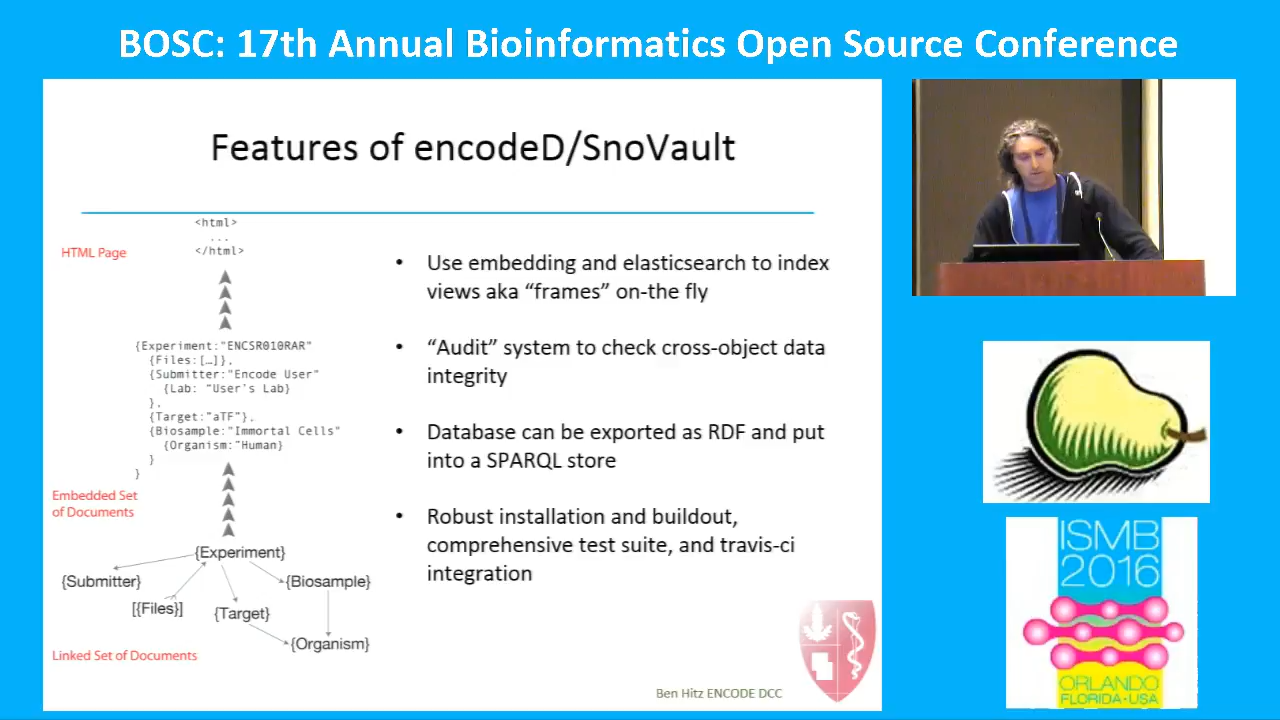 BOSC: 17th Annual Bioinformatics Open Source Conference
Features of encodeD/SnoVault
<html>
...
</html>
HTML Page
{Experiment:"ENCSR010RAR"
{Files:[…]},
{Submitter:"Encode User"
{Lab: "User's Lab}
},
{Target:"aTF"},
{Biosample:"Immortal Cells"
{Organism:"Human}
}
}
Embedded Set
of Documents
{Experiment}
{Submitter}
{Biosample}
[{Files}]
{Target}
{Organism}
Linked Set of Documents
• Use embedding and elasticsearch to index
views aka “frames” on-the fly
• “Audit” system to check cross-object data
integrity
• Database can be exported as RDF and put
into a SPARQL store
• Robust installation and buildout,
comprehensive test suite, and travis-ci
integration
Ben Hitz ENCODE DCC
ISMB
2016
ORLANDO
FLORIDA·USA